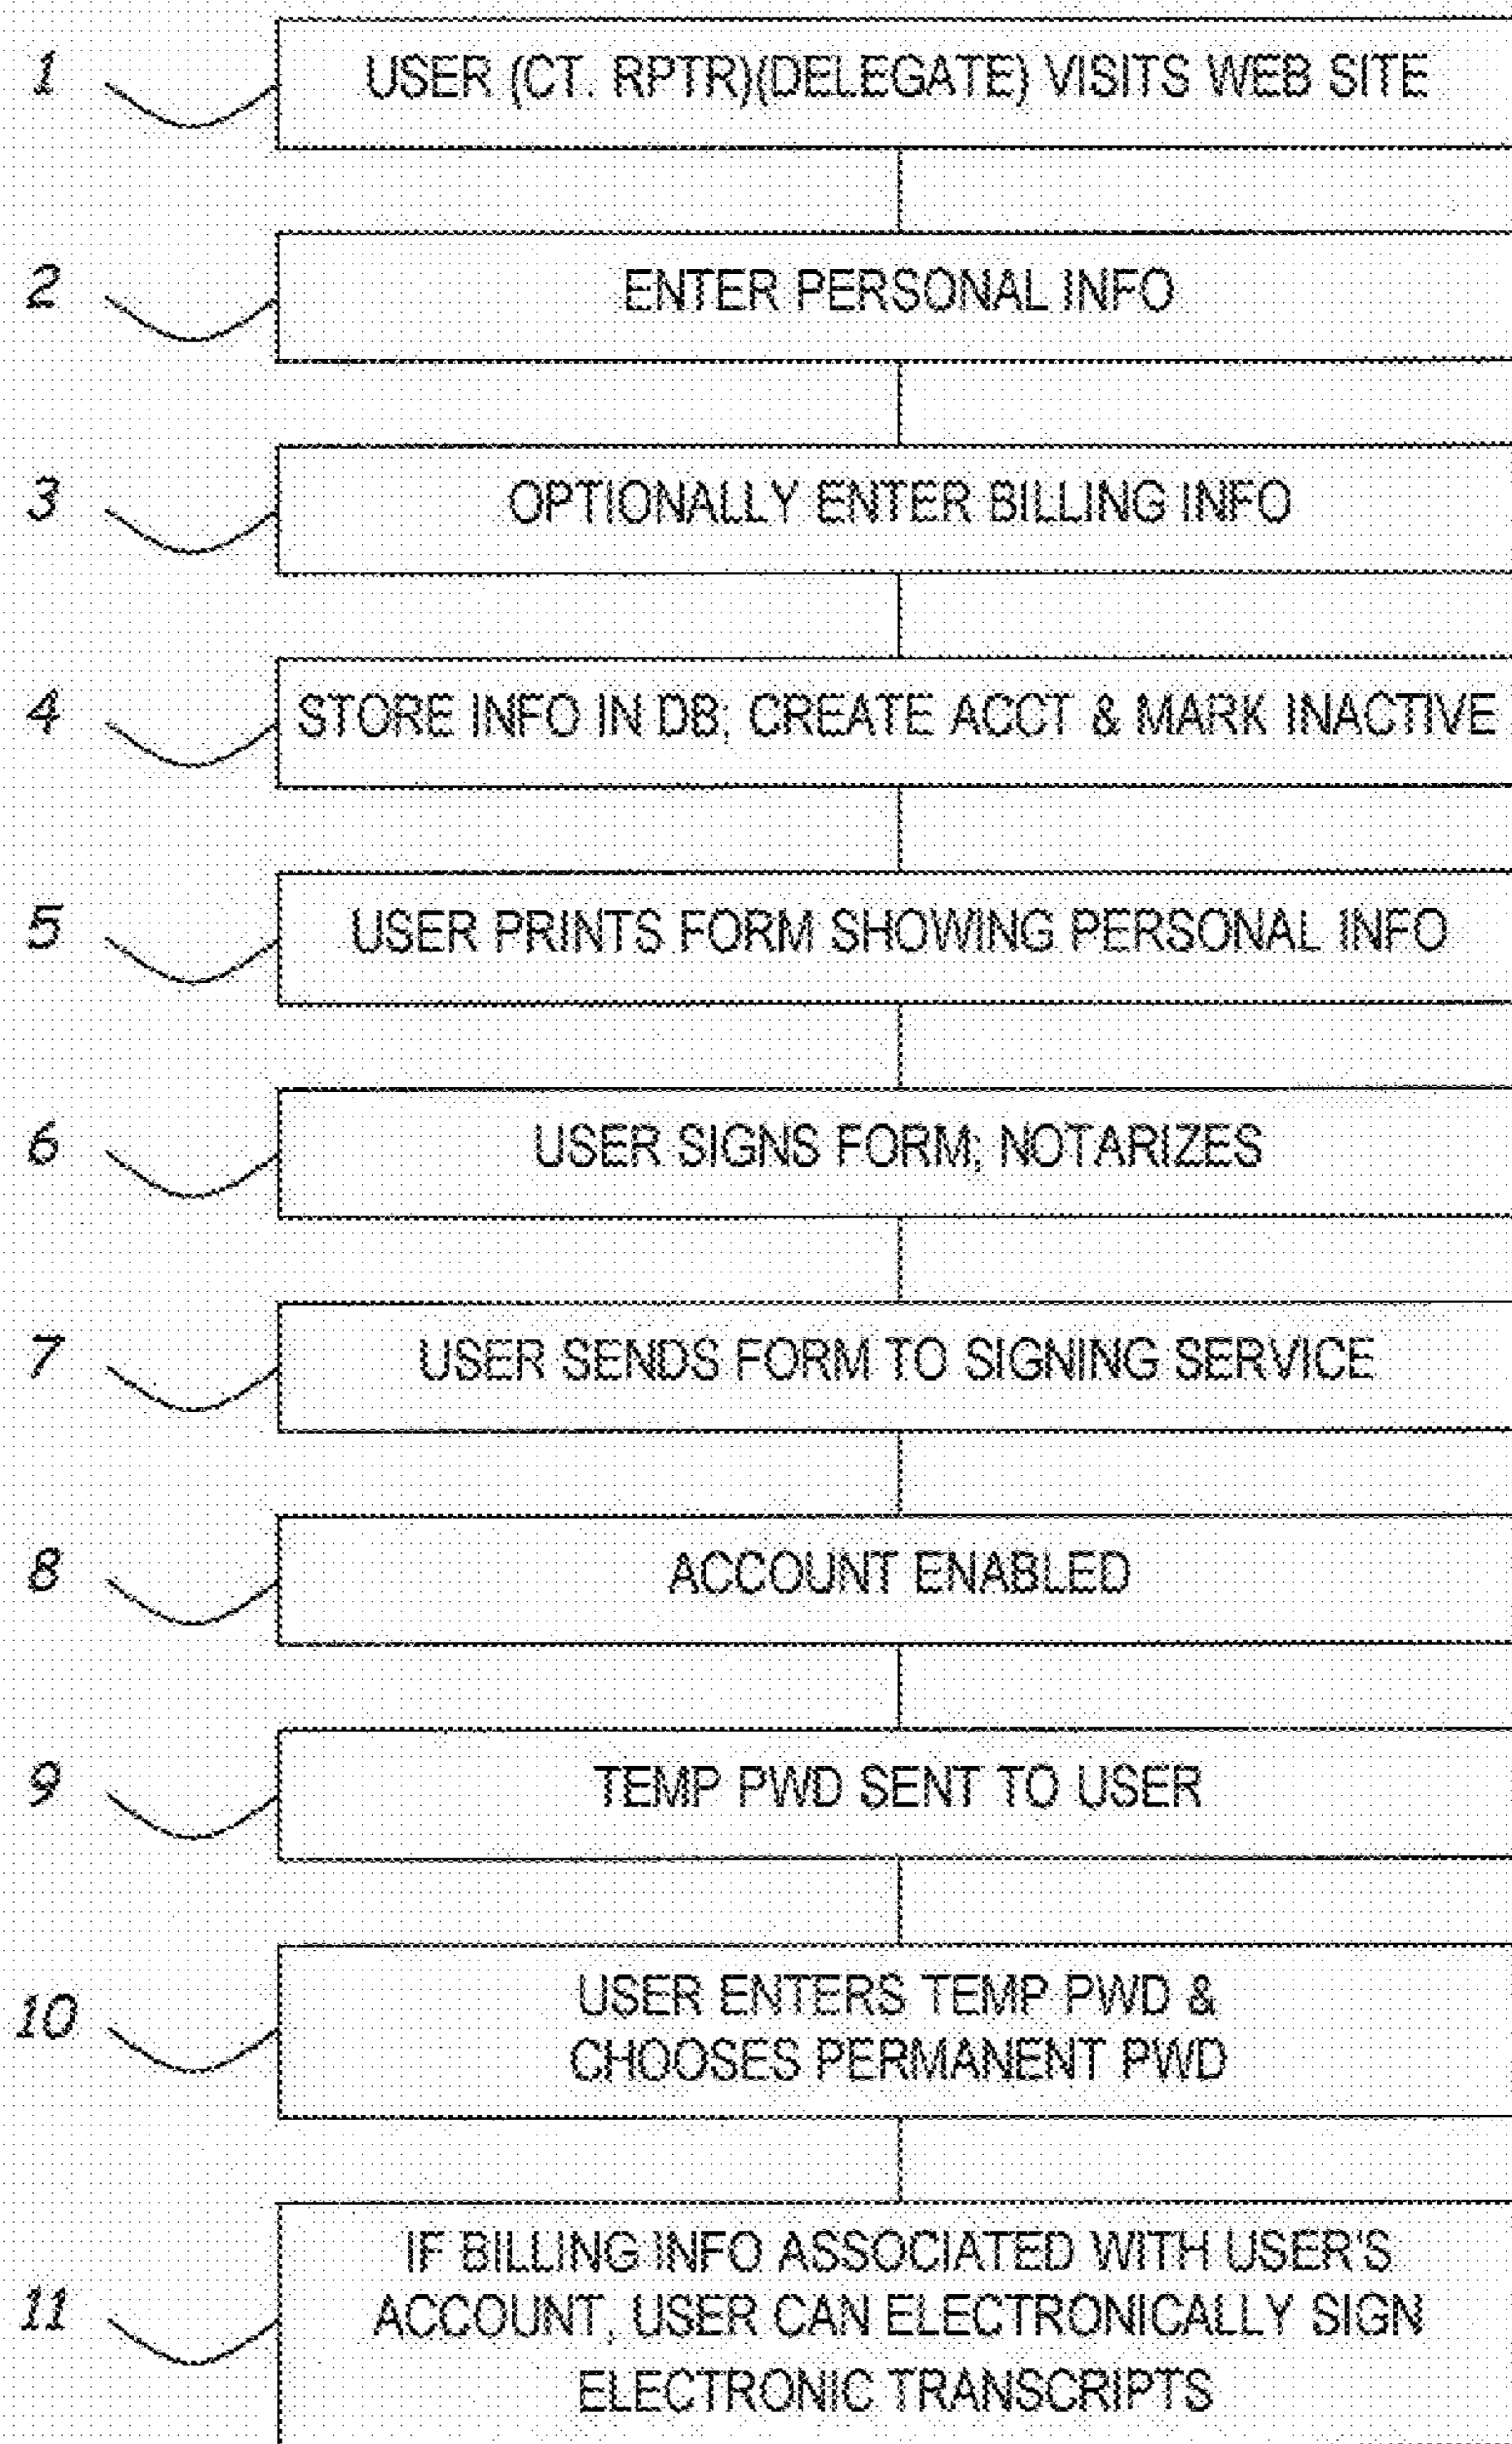 1 USER (CT. RPTR)(DELEGATE) VISITS WEB SITE
2 ENTER PERSONAL INFO
3 OPTIONALLY ENTER BILLING INFO
4 STORE INFO IN DB; CREATE ACCT & MARK INACTIVE
5 USER PRINTS FORM SHOWING PERSONAL INFO
6 USER SIGNS FORM; NOTARIZES
7 USER SENDS FORM TO SIGNING SERVICE
8 ACCOUNT ENABLED
9 TEMP PWD SENT TO USER
10 USER ENTERS TEMP PWD &
CHOOSES PERMANENT PWD
IF BILLING INFO ASSOCIATED WITH USER'S
11 ACCOUNT, USER CAN ELECTRONICALLY SIGN
ELECTRONIC TRANSCRIPTS